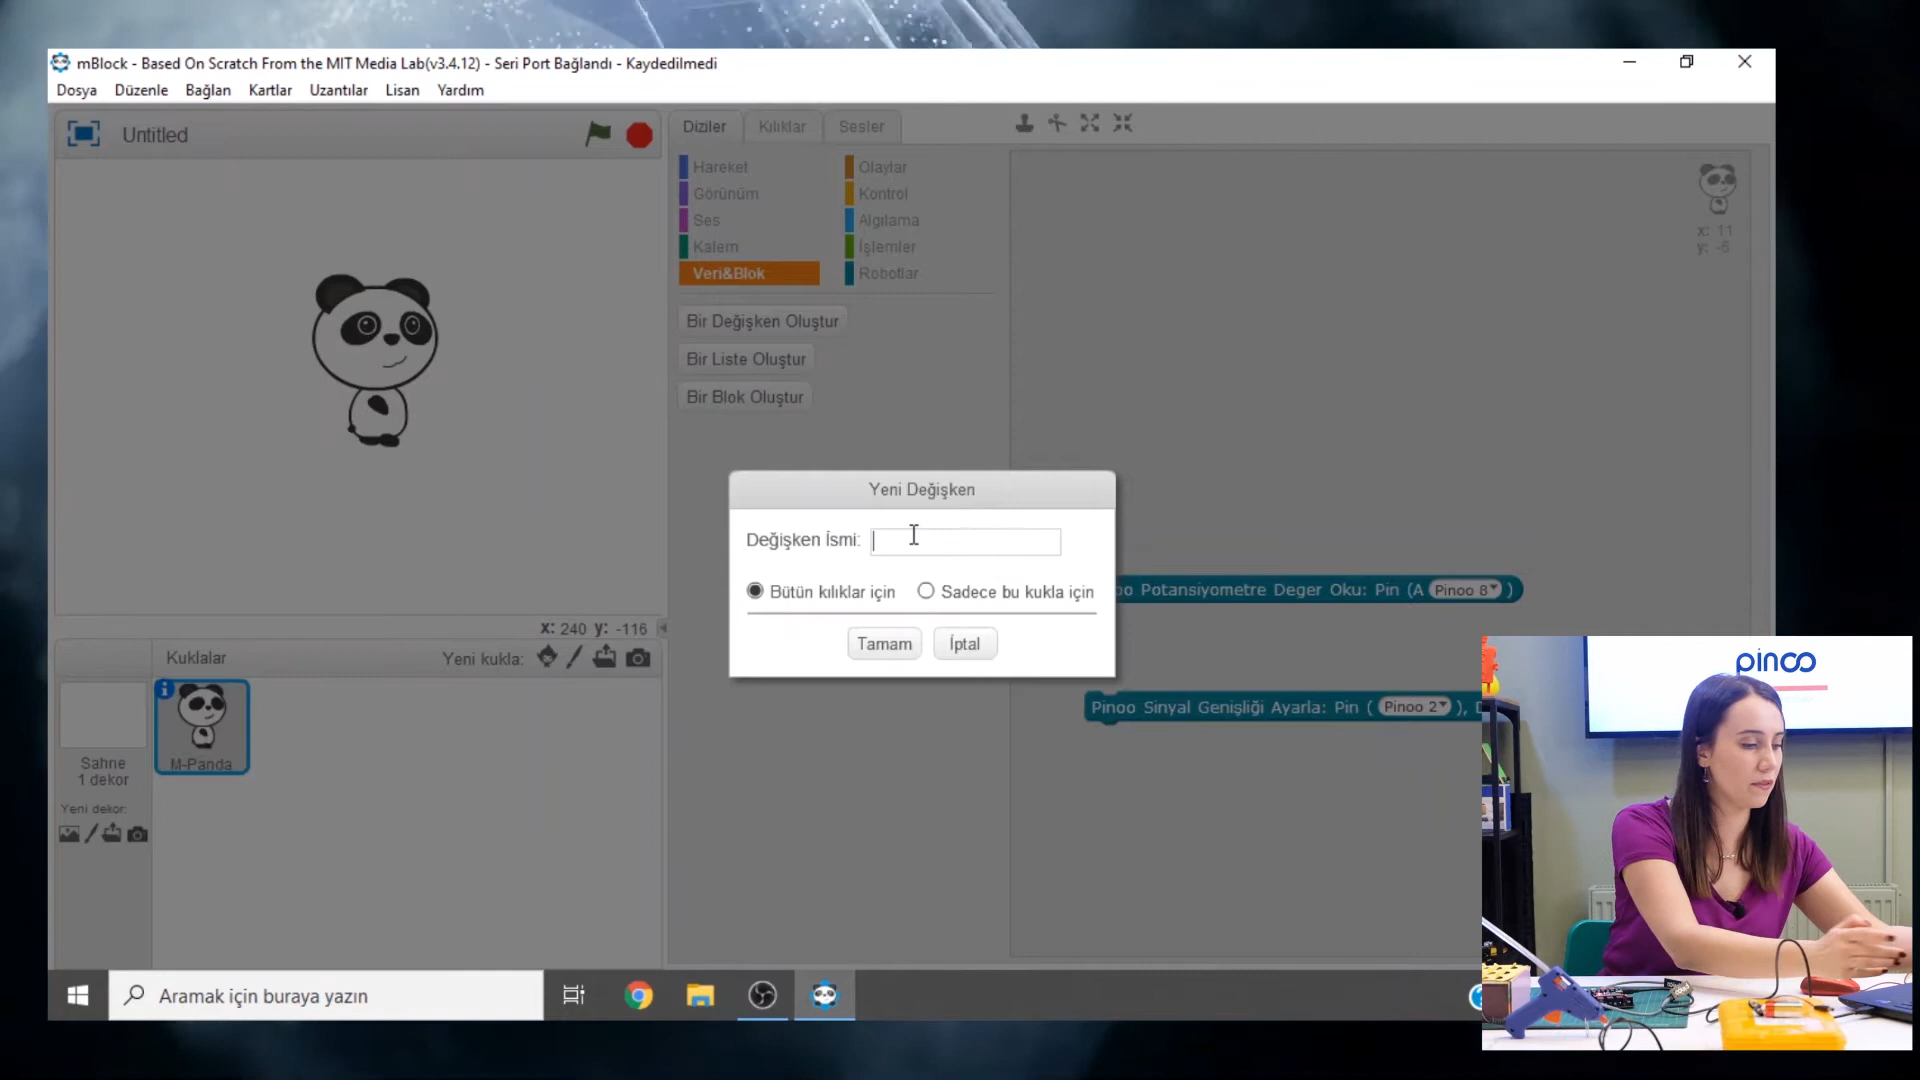 mBlock - Based On Scratch From the MIT Media Lab(v3.4.12) - Seri Port Bağlandı - Kaydedilmedi
Dosya Düzenle Bağlan Kartlar Uzantılar Lisan Yardım
Untitled
Diziler Kılıklar Sesler
Hareket Olaylar
Görünüm Kontrol
Ses Algılama
Kalem İşlemler
Veri&Blok Robotlar
x: 11
y: -6
Bir Değişken Oluştur
Bir Liste Oluştur
Bir Blok Oluştur
Yeni Değişken
Değişken İsmi:
Bütün kılıklar için Sadece bu kukla için
Tamam İptal
Potansiyometre Deger Oku: Pin (A Pinoo 8 )
Pinoo Sinyal Genişliği Ayarla: Pin ( Pinoo 2 ), D
x: 240 y: -116
Kuklalar Yeni kukla:
M-Panda
Sahne
1 dekor
Yeni dekor:
pinoo
Aramak için buraya yazın